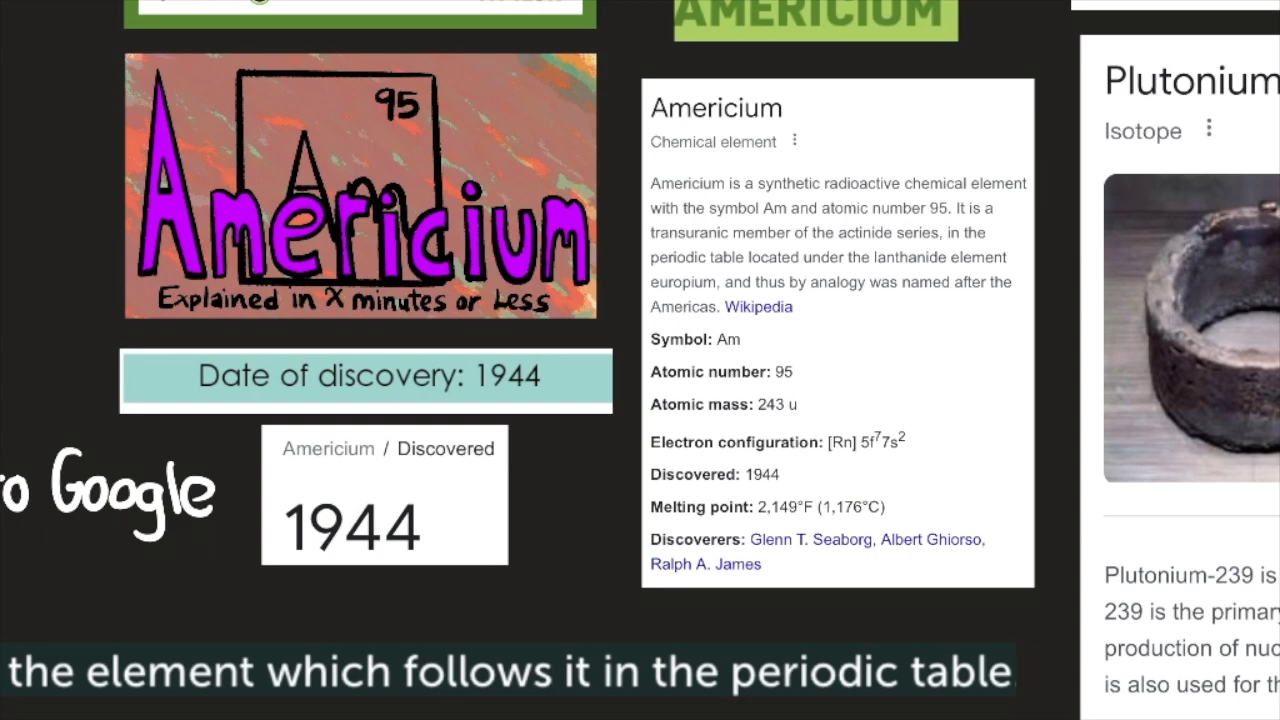 AMERICIUM
95
Am
Americium
Explained in X minutes or Less
Date of discovery: 1944
to Google
Americium / Discovered
1944
Americium
Chemical element
Americium is a synthetic radioactive chemical element
with the symbol Am and atomic number 95. It is a
transuranic member of the actinide series, in the
periodic table located under the lanthanide element
europium, and thus by analogy was named after the
Americas. Wikipedia
Symbol: Am
Atomic number: 95
Atomic mass: 243 u
Electron configuration: [Rn] 5f⁷7s²
Discovered: 1944
Melting point: 2,149°F (1,176°C)
Discoverers: Glenn T. Seaborg, Albert Ghiorso,
Ralph A. James
Plutonium
Isotope
Plutonium-239 is
239 is the primary
production of nuc
is also used for th
the element which follows it in the periodic table.